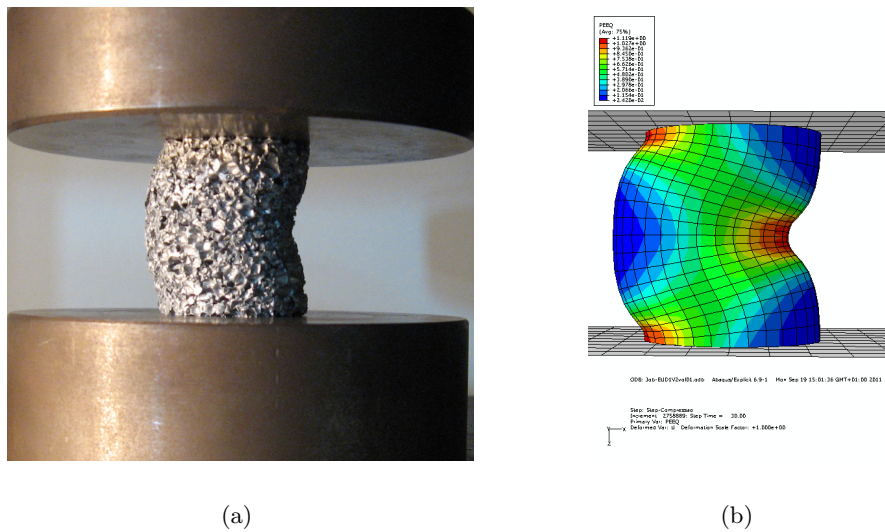 PEEQ
(Avg: 75%)
+1.119e+00
+1.027e+00
+9.362e-01
+8.450e-01
+7.538e-01
+6.626e-01
+5.714e-01
+4.802e-01
+3.890e-01
+2.978e-01
+2.066e-01
+1.154e-01
+2.420e-02
Abaqus/Explicit 6.9-1 Mon Sep 19 15:01:36 GMT+01:00 2011
Step: Step-Compressao
Increment 2758889: Step Time = 30.00
Primary Var: PEEQ
Deformed Var: U Deformation Scale Factor: +1.000e+00
Y
X
Z
(a)
(b)